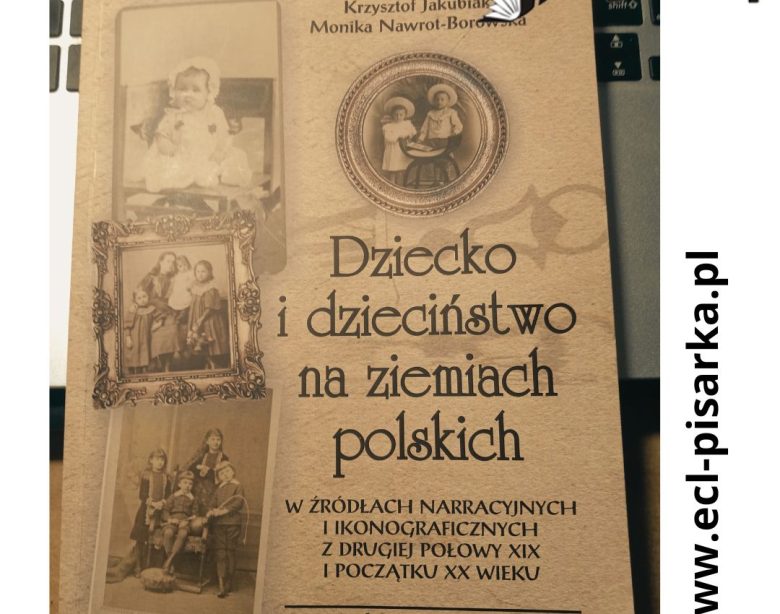 Krzysztof Jakubiak
Monika Nawrot-Borowska
Dziecko
i dzieciństwo
na ziemiach
polskich
W ŹRÓDŁACH NARRACYJNYCH
I IKONOGRAFICZNYCH
Z DRUGIEJ POŁOWY XIX
I POCZĄTKU XX WIEKU
www.ecl-pisarka.pl
shift